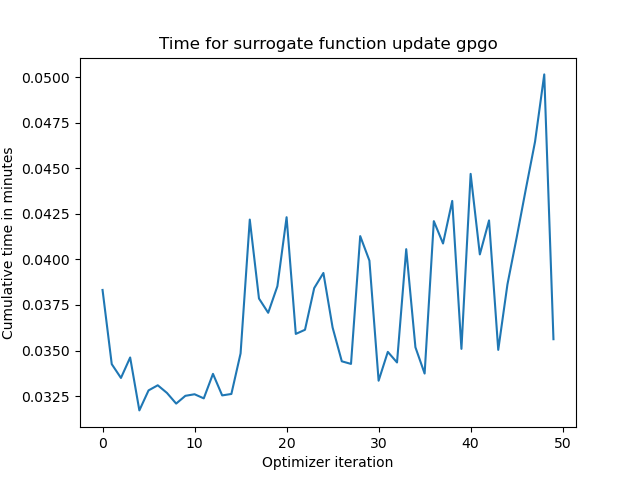 Time for surrogate function update gpgo
Cumulative time in minutes
0.0500
0.0475
0.0450
0.0425
0.0400
0.0375
0.0350
0.0325
0 10 20 30 40 50
Optimizer iteration